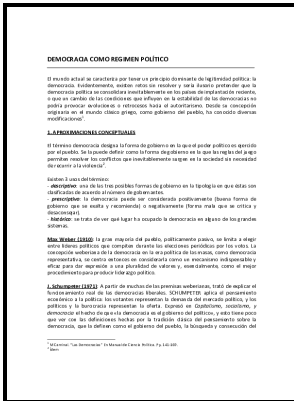 DEMOCRACIA COMO REGIMEN POLÍTICO
El mundo actual se caracteriza por tener un principio dominante de legitimidad política: la
democracia. Evidentemente, existen retos sin resolver y sería ilusorio pretender que la
democracia política se consolidara inevitablemente en los países de implantación reciente,
o que un cambio de las condiciones que influyen en la estabilidad de las democracias no
podría provocar evoluciones o retrocesos hacia el autoritarismo. Desde su concepción
originaria en el mundo clásico griego, como gobierno del pueblo, ha conocido diversas
modificaciones¹.
1. APROXIMACIONES CONCEPTUALES
El término democracia designa la forma de gobierno en la que el poder político es ejercido
por el pueblo. Se la puede definir como la forma de gobierno en la que las reglas del juego
permiten resolver los conflictos que inevitablemente surgen en la sociedad sin necesidad
de recurrir a la violencia².
Existen 3 usos del término:
- descriptivo: una de las tres posibles formas de gobierno en la tipología en que éstas son
clasificadas de acuerdo al número de gobernantes.
- prescriptivo: la democracia puede ser considerada positivamente (buena forma de
gobierno que se exalta y recomienda) o negativamente (forma mala que se critica y
desaconseja).
- histórico: se trata de ver qué lugar ha ocupado la democracia en alguno de los grandes
sistemas.
Max Weber (1910): la gran mayoría del pueblo, políticamente pasivo, se limita a elegir
entre líderes políticos que compiten durante las elecciones periódicas por los votos. La
concepción weberiana de la democracia en la era política de las masas, como democracia
representativa, se centra entonces en considerarla como un mecanismo indispensable y
eficaz para dar expresión a una pluralidad de valores y, esencialmente, como el mejor
procedimiento para producir liderazgo político.
J. Schumpeter (1971): A partir de muchas de las premisas weberianas, trató de explicar el
funcionamiento real de las democracias liberales. SCHUMPETER aplica el pensamiento
económico a la política: los votantes representan la demanda del mercado político, y los
políticos y la burocracia representan la oferta. Expresó en Capitalismo, socialismo, y
democracia el hecho de que «la democracia es el gobierno del político»; y esto tiene poco
que ver con las definiciones hechas por la tradición clásica del pensamiento sobre la
democracia, que la definen como el gobierno del pueblo, la búsqueda y consecución del